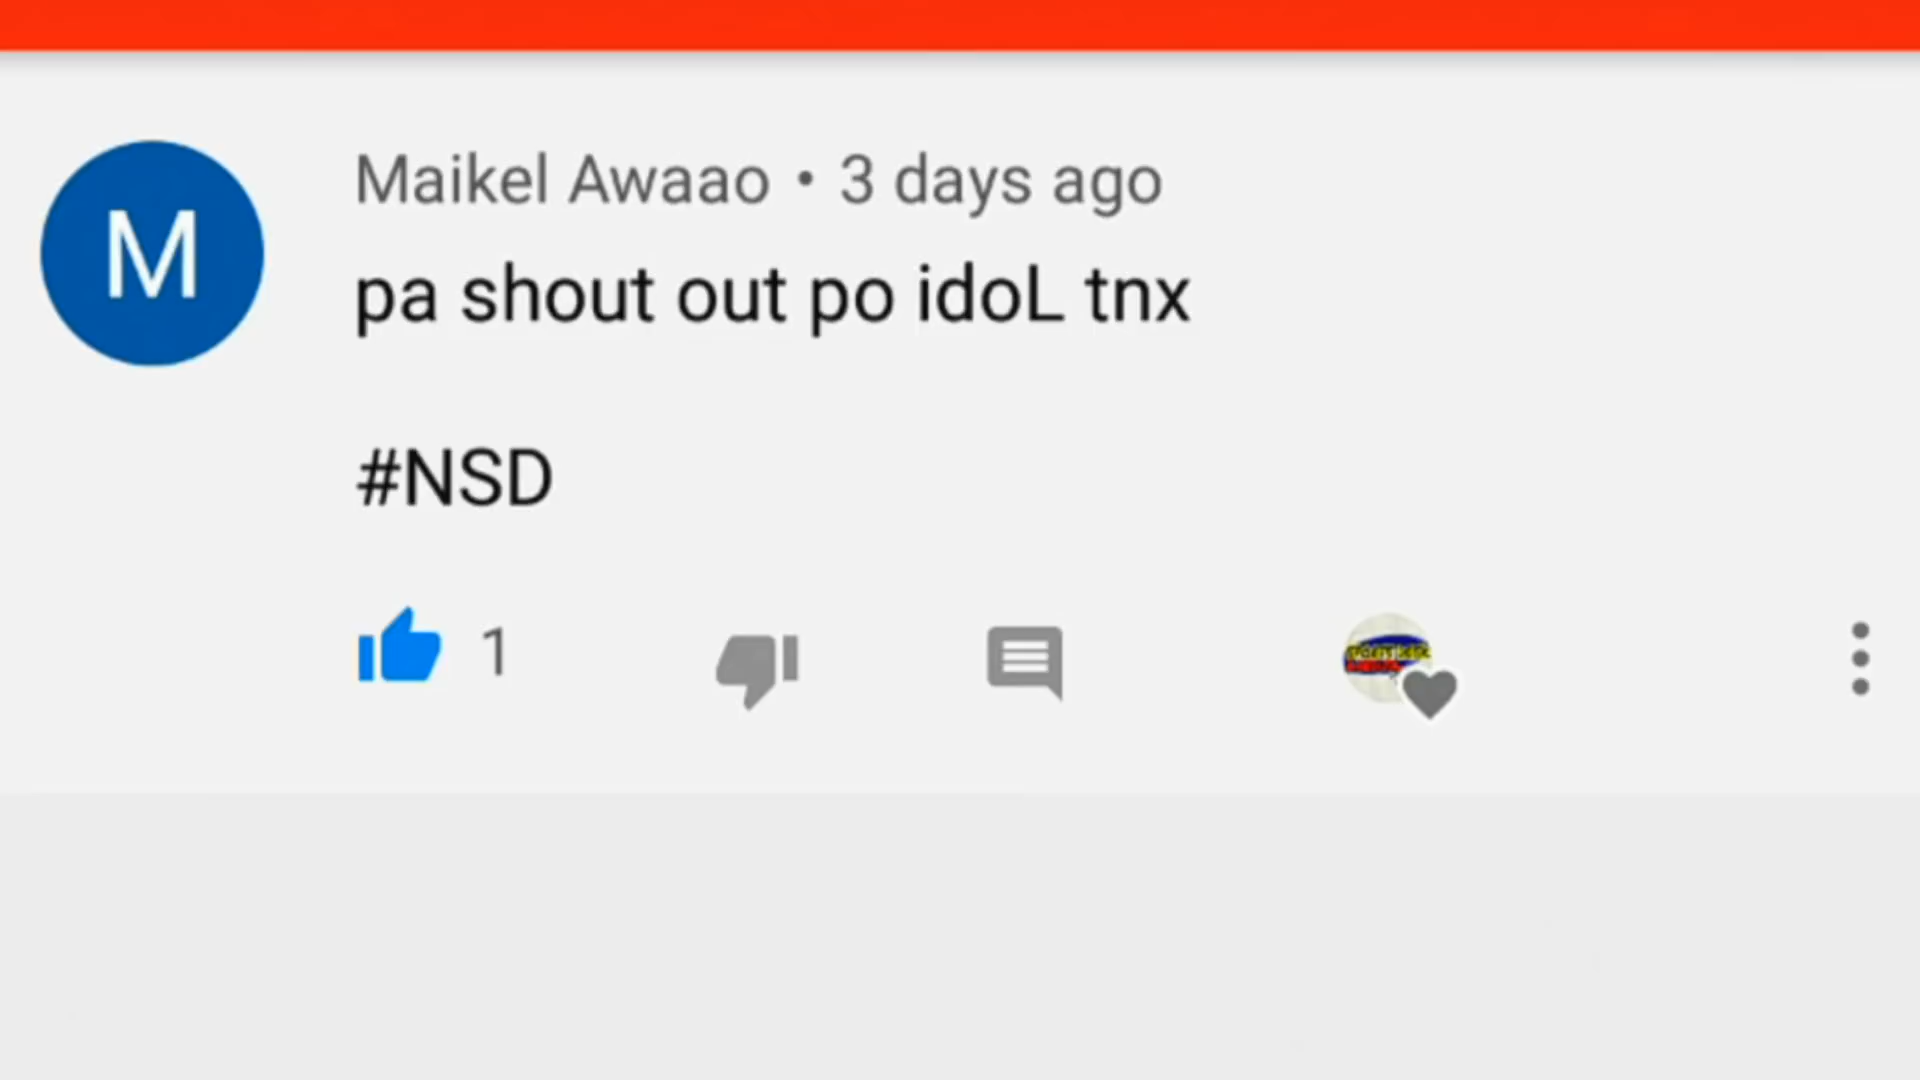 M
Maikel Awaao • 3 days ago
pa shout out po idoL tnx
#NSD
1